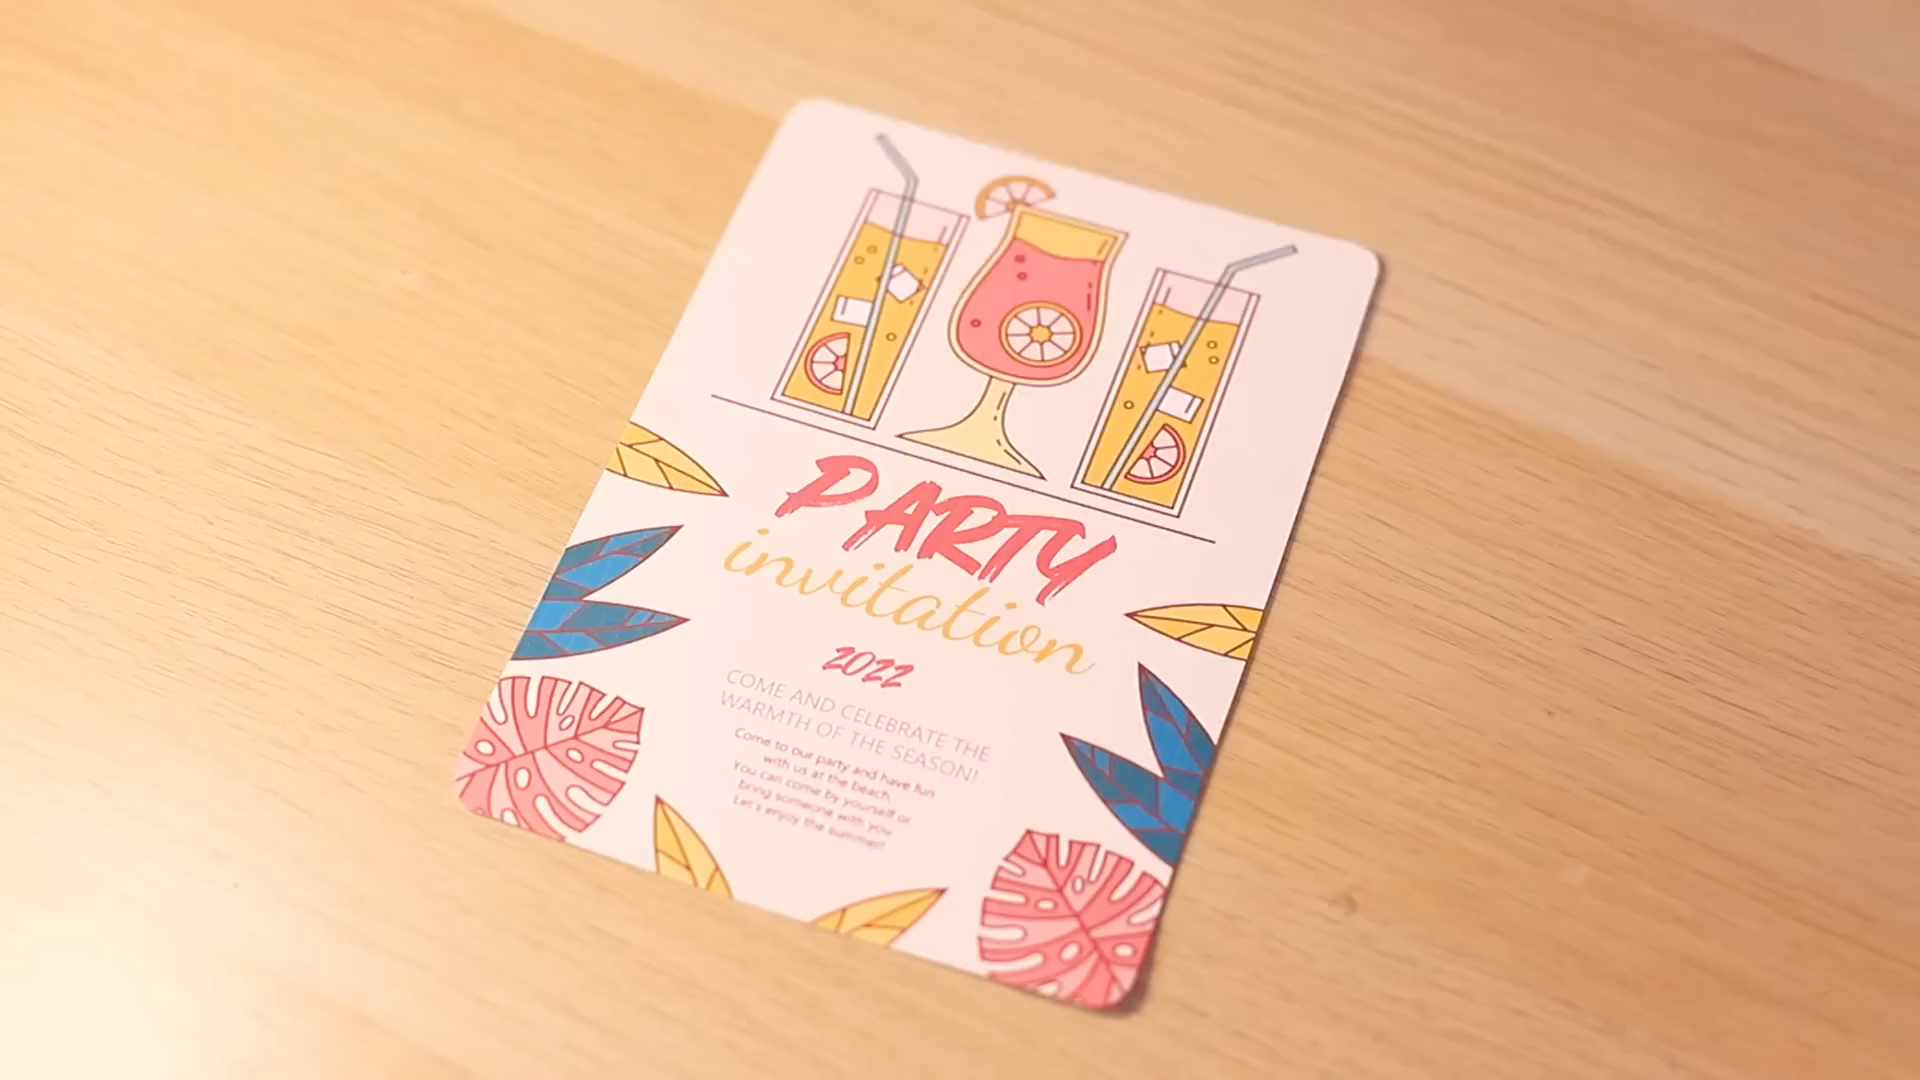 PARTY
invitation
2022
COME AND CELEBRATE THE
WARMTH OF THE SEASON!
Come to our party and have fun
with us at the beach
You can come by yourself or
bring someone with you
Let's enjoy the summer!